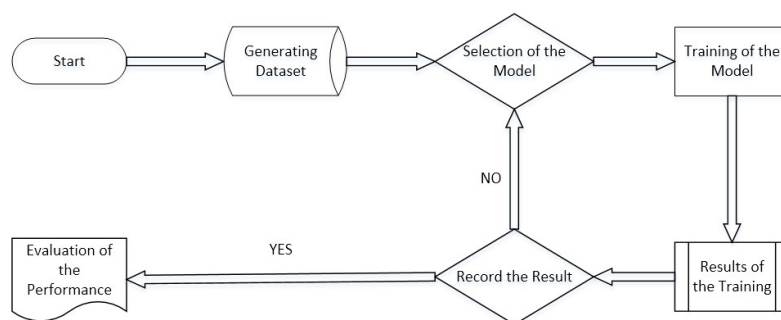 Start
Generating
Dataset
Selection of the
Model
Training of the
Model
NO
YES
Evaluation of
the
Performance
Record the Result
Results of
the Training